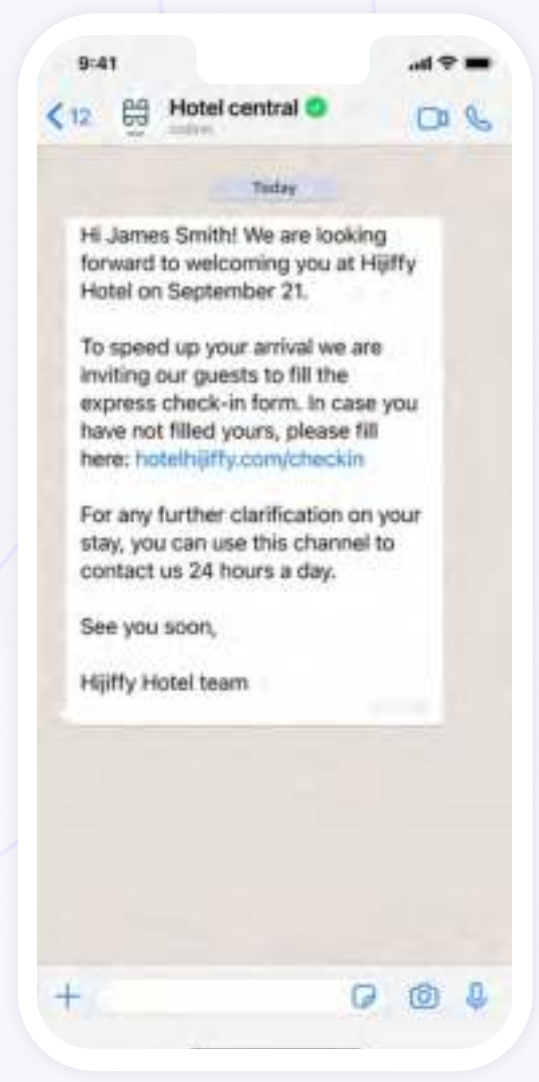 9:41
12
Hotel central
online
Today
Hi James Smith! We are looking
forward to welcoming you at Hijiffy
Hotel on September 21.
To speed up your arrival we are
inviting our guests to fill the
express check-in form. In case you
have not filled yours, please fill
here: hotelhijiffy.com/checkin
For any further clarification on your
stay, you can use this channel to
contact us 24 hours a day.
See you soon,
Hijiffy Hotel team